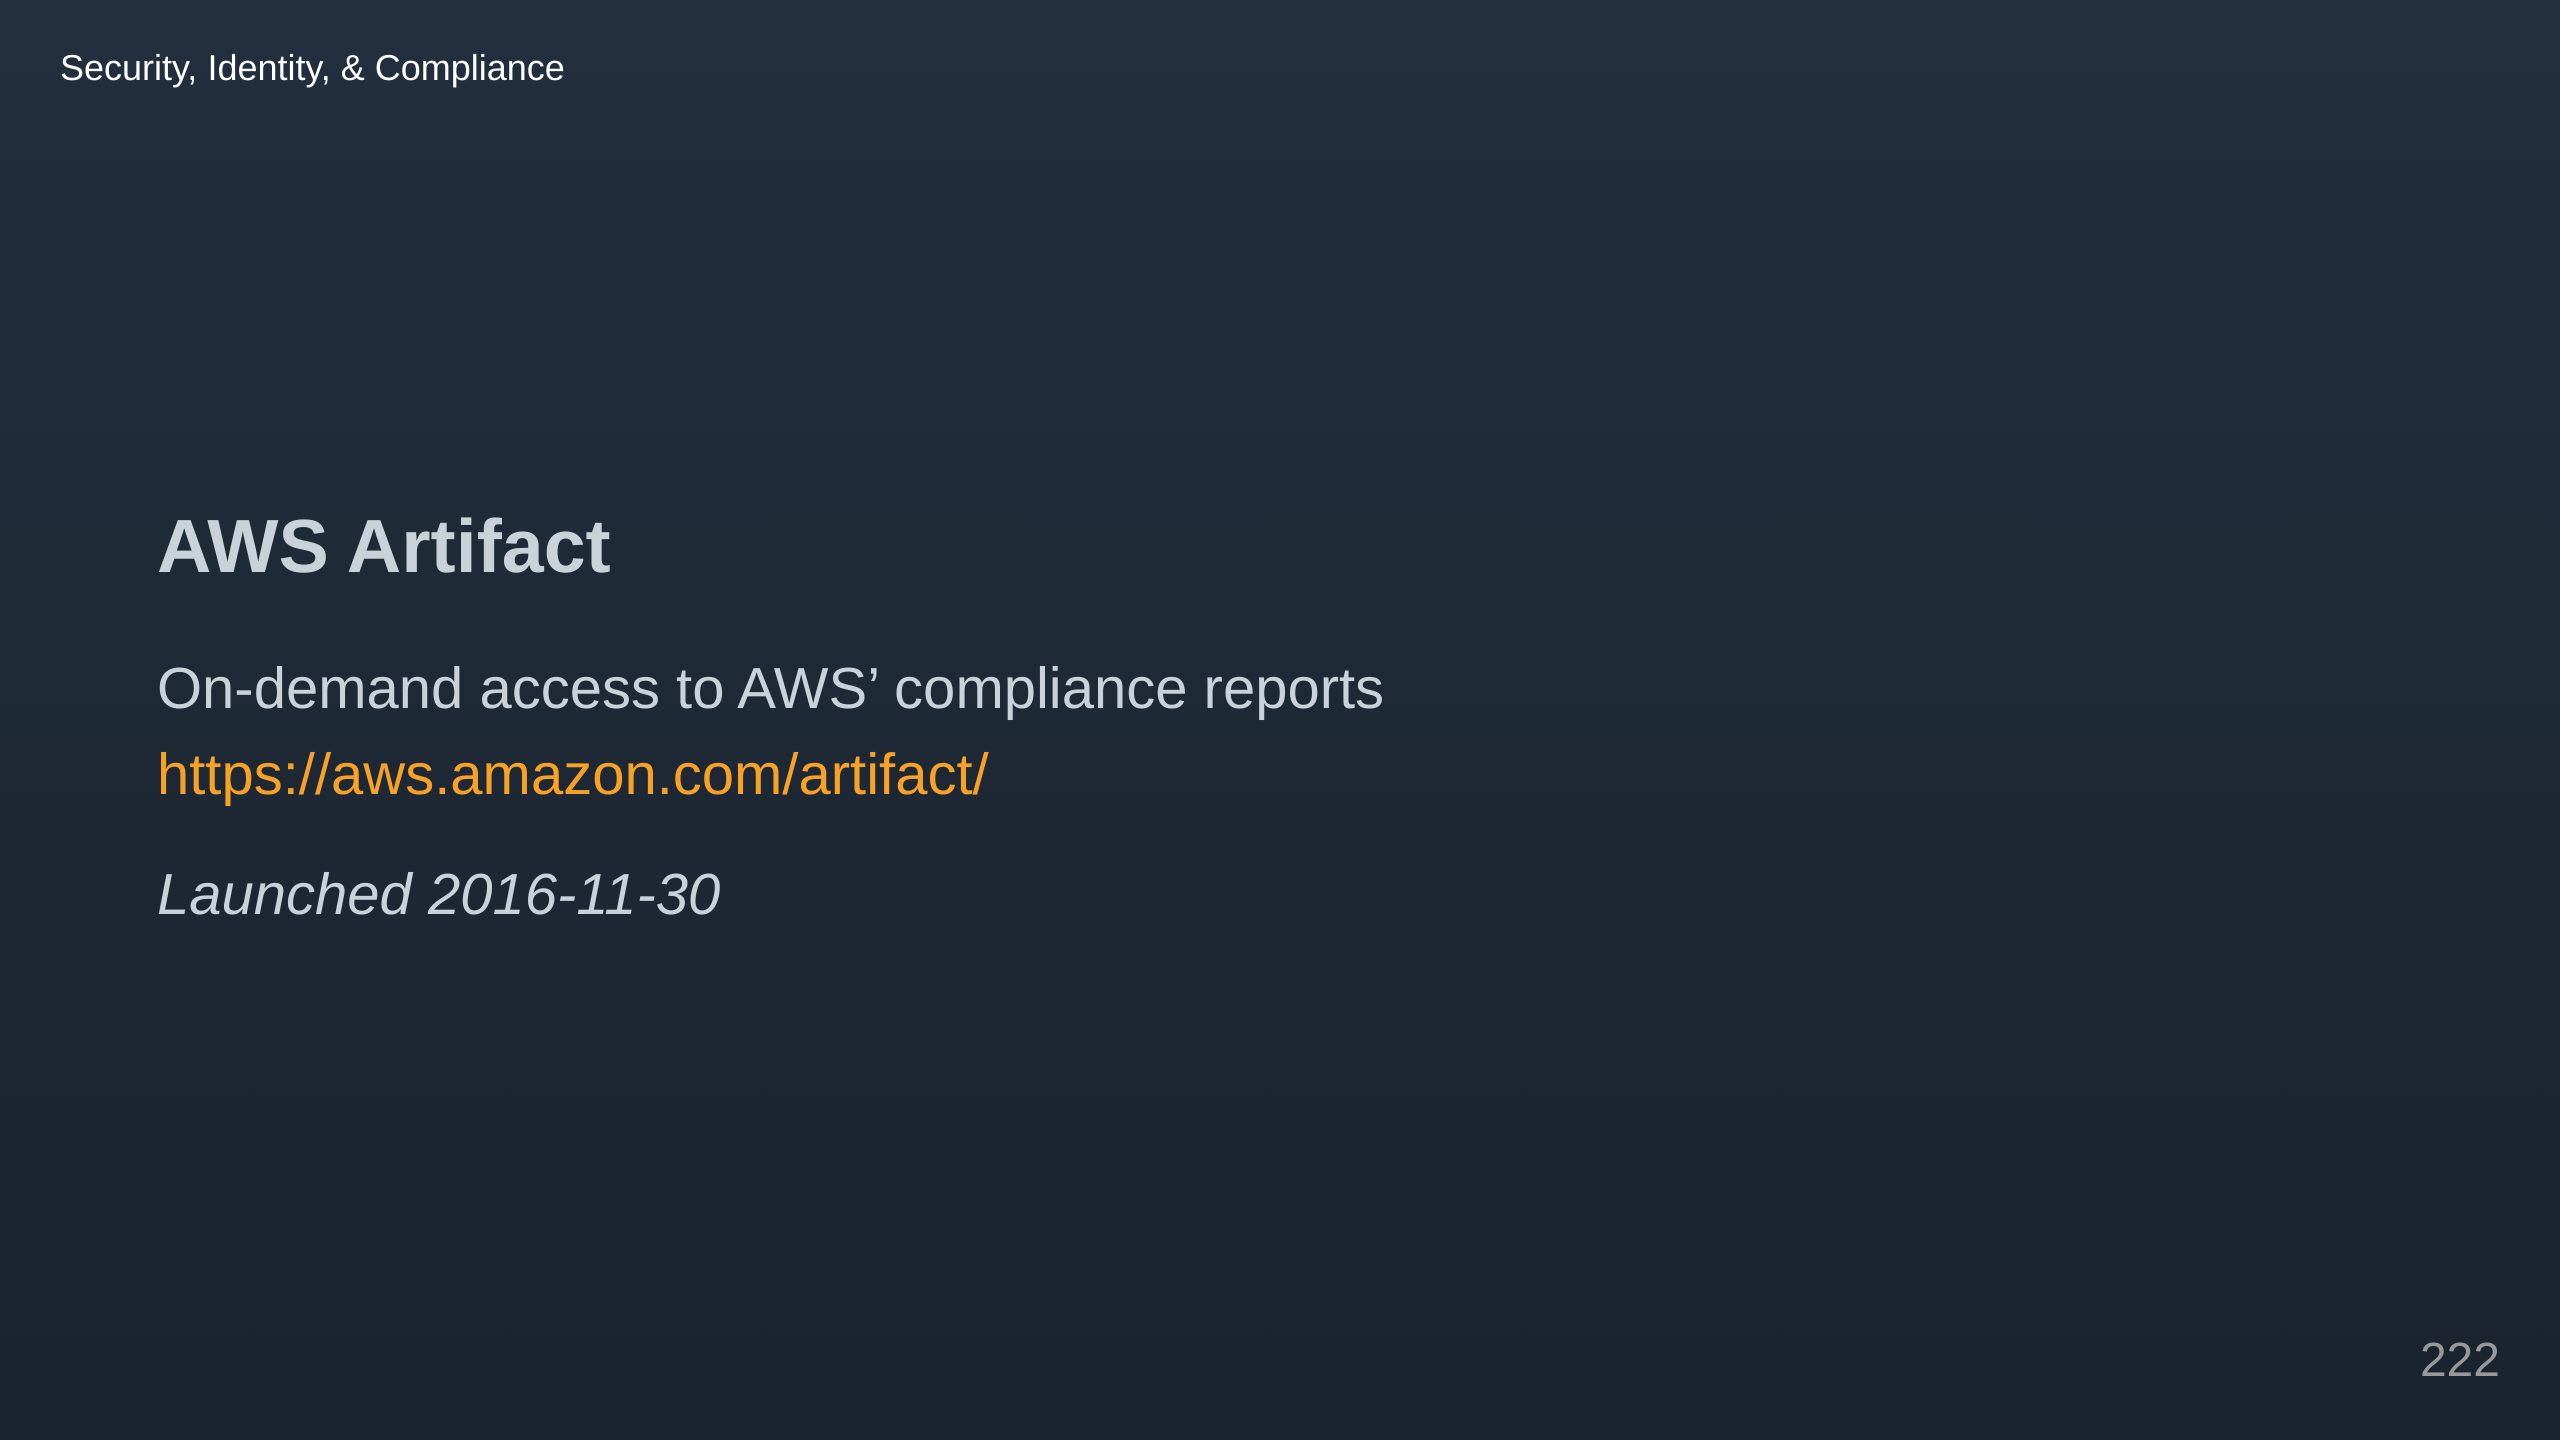 Security, Identity, & Compliance
AWS Artifact
On-demand access to AWS’ compliance reports
https://aws.amazon.com/artifact/
Launched 2016-11-30
222